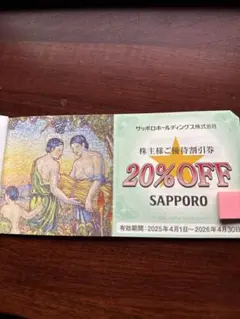 サッポロホールディングス株式会社
株主様ご優待割引券
20%OFF
SAPPORO
有効期間：2025年4月1日～2026年4月30日